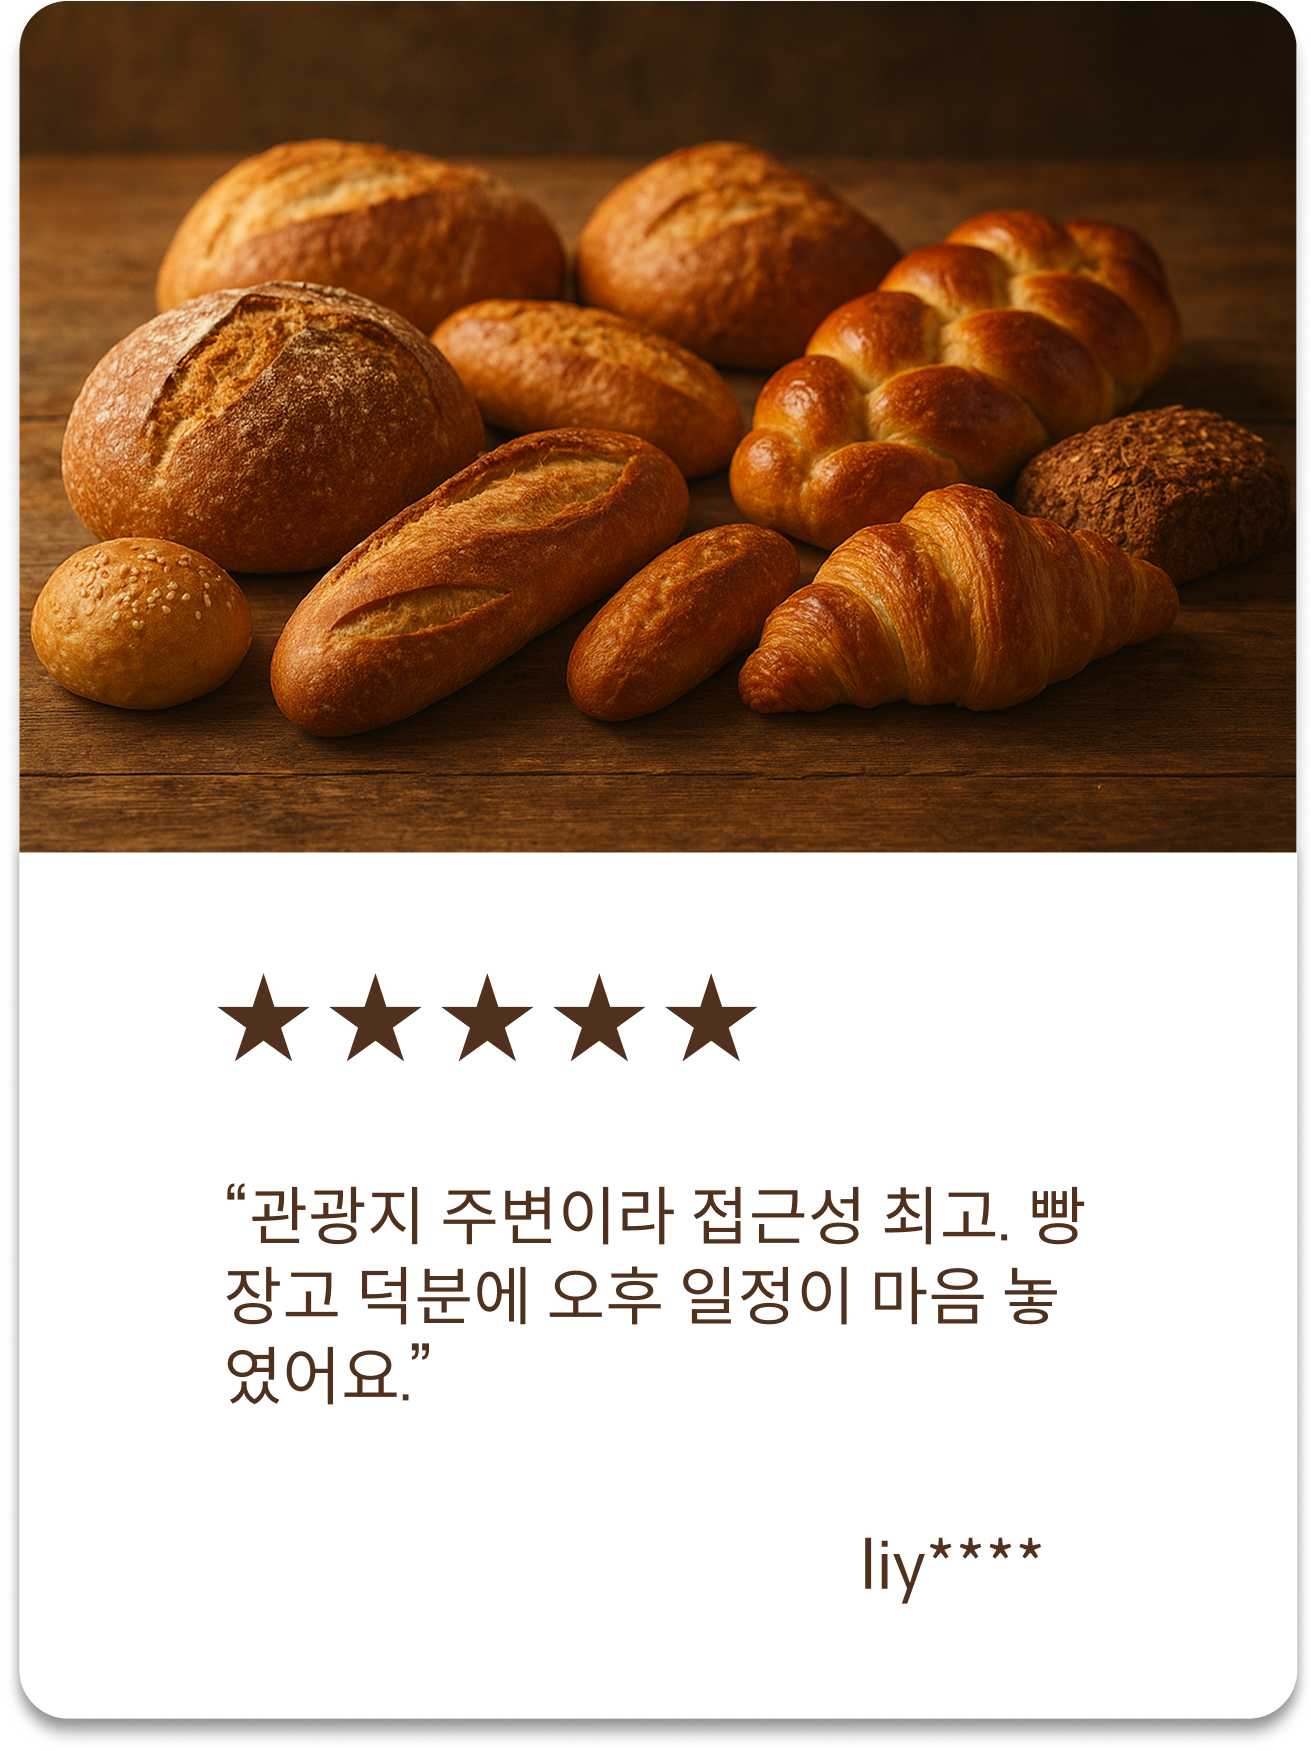 ★★★★★
“관광지 주변이라 접근성 최고. 빵
장고 덕분에 오후 일정이 마음 놓
였어요.”
liy****